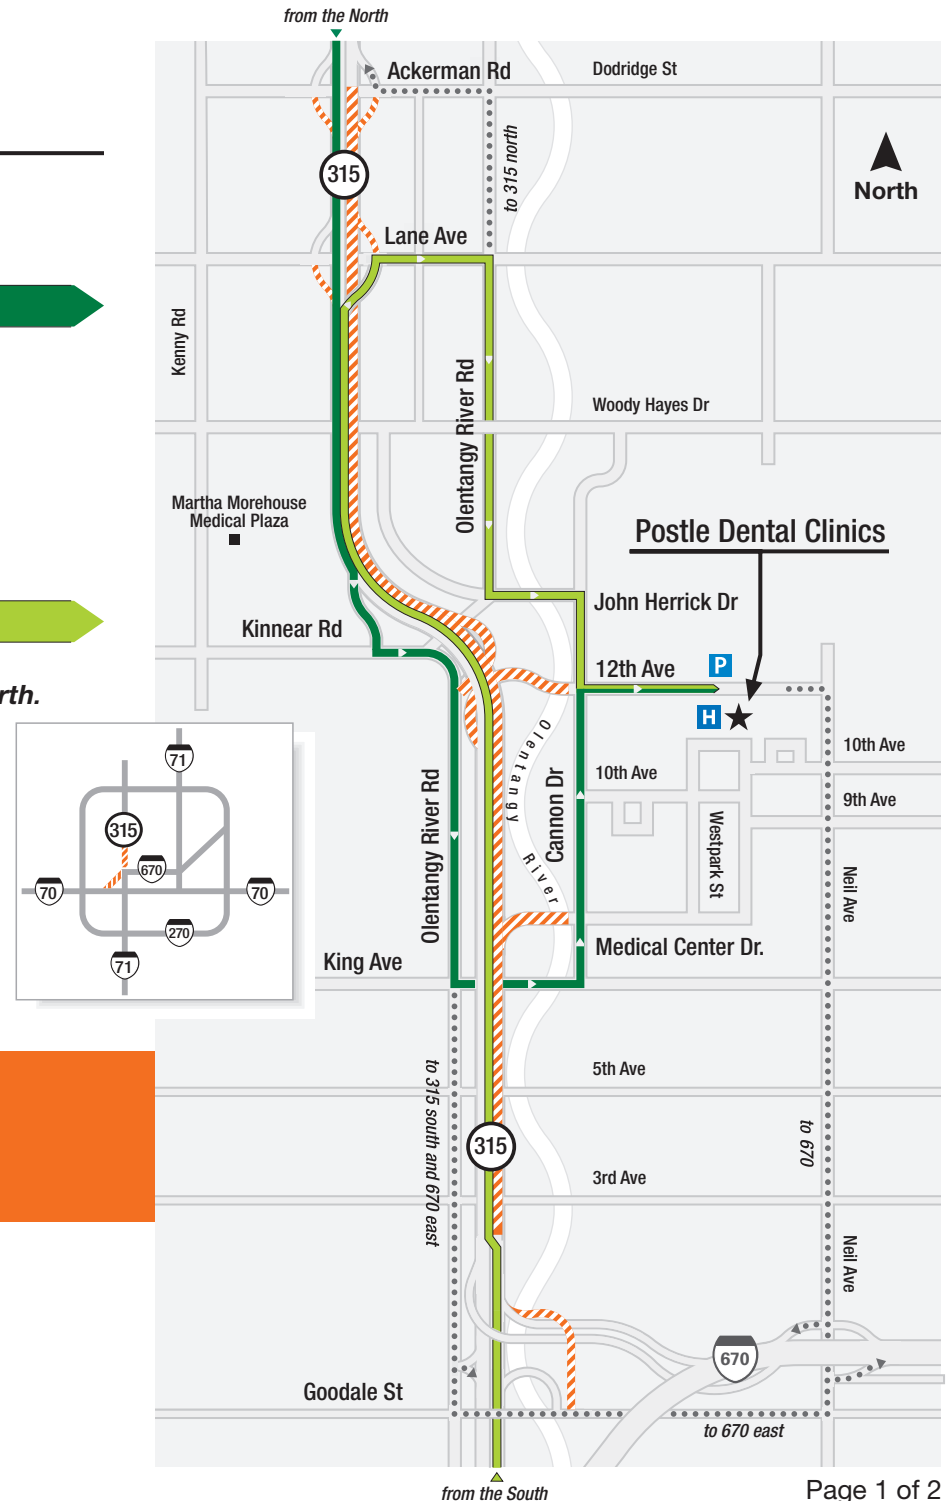 from the North
Ackerman Rd
Dodridge St
to 315 north
315
North
Lane Ave
Kenny Rd
Olentangy River Rd
Woody Hayes Dr
Martha Morehouse
Medical Plaza
Postle Dental Clinics
John Herrick Dr
Kinnear Rd
12th Ave
P
H
rth.
Olentangy
River
71
315
670
70
70
270
71
10th Ave
10th Ave
9th Ave
Cannon Dr
Westpark St
Olentangy River Rd
Neil Ave
Medical Center Dr.
King Ave
5th Ave
to 315 south and 670 east
to 670
315
3rd Ave
Neil Ave
670
Goodale St
to 670 east
from the South
Page 1 of 2